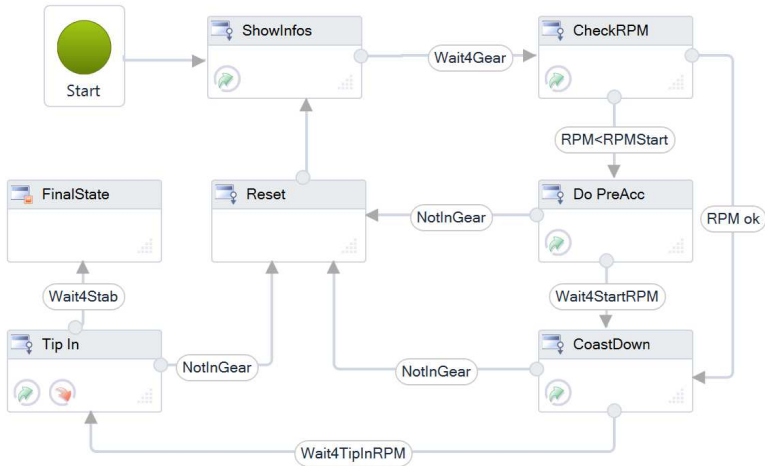 ShowInfos
CheckRPM
Wait4Gear
Start
RPM<RPMStart
FinalState
Reset
Do PreAcc
NotInGear
RPM ok
Wait4Stab
Wait4StartRPM
Tip In
CoastDown
NotInGear
NotInGear
Wait4TipInRPM